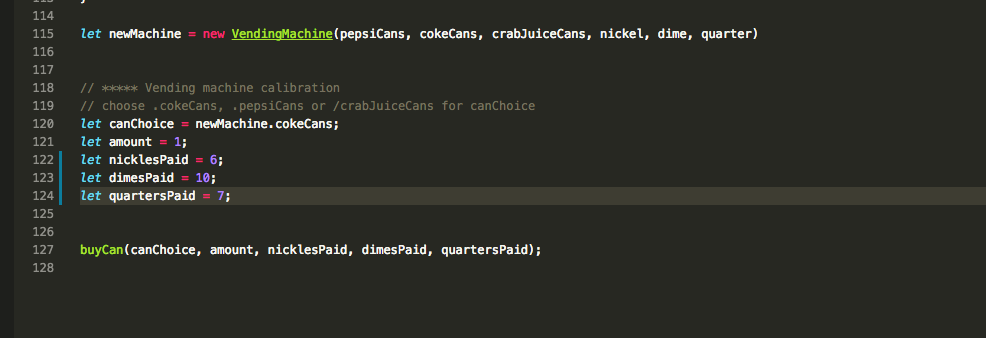 114
115 let newMachine = new VendingMachine(pepsiCans, cokeCans, crabJuiceCans, nickel, dime, quarter)
116
117
118 // ***** Vending machine calibration
119 // choose .cokeCans, .pepsiCans or /crabJuiceCans for canChoice
120 let canChoice = newMachine.cokeCans;
121 let amount = 1;
122 let nicklesPaid = 6;
123 let dimesPaid = 10;
124 let quartersPaid = 7;
125
126
127 buyCan(canChoice, amount, nicklesPaid, dimesPaid, quartersPaid);
128